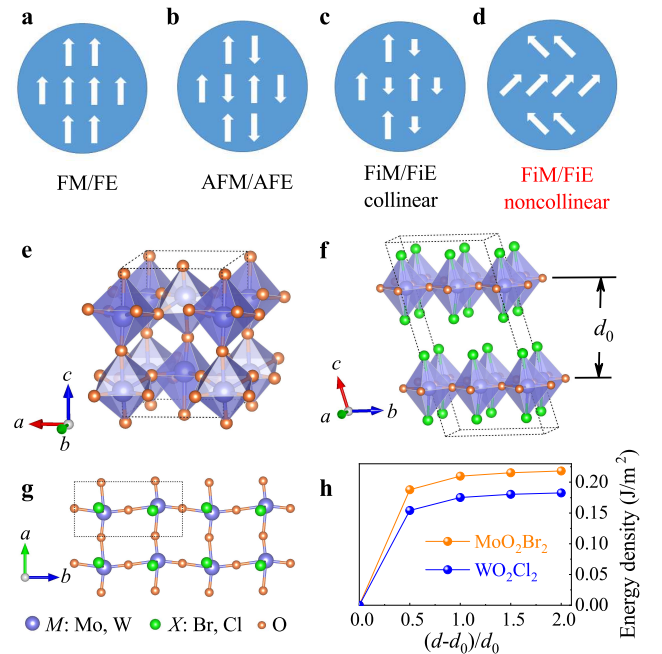 a b c d
FM/FE AFM/AFE FiM/FiE FiM/FiE
collinear noncollinear
e f
d₀
c a b
c b
g h
a b
Energy density (J/m²)
0.20
0.15
0.10
0.05
0.00
MoO₂Br₂
WO₂Cl₂
0.0 0.5 1.0 1.5 2.0
(d-d₀)/d₀
M: Mo, W X: Br, Cl O